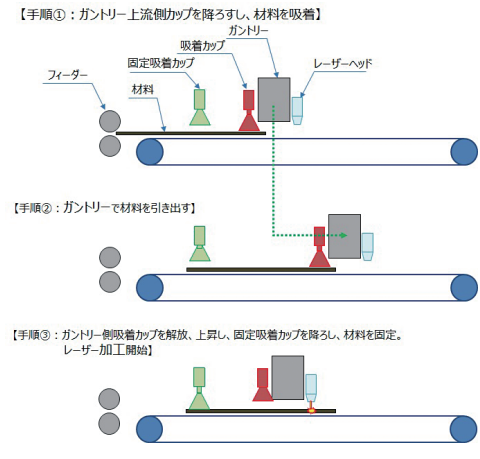 【手順①：ガントリー上流側カップを降ろすし、材料を吸着】
ガントリー
吸着カップ
固定吸着カップ
レーザーヘッド
フィーダー
材料
【手順②：ガントリーで材料を引き出す】
【手順③：ガントリー側吸着カップを解放、上昇し、固定吸着カップを降ろし、材料を固定。
レーザー加工開始】